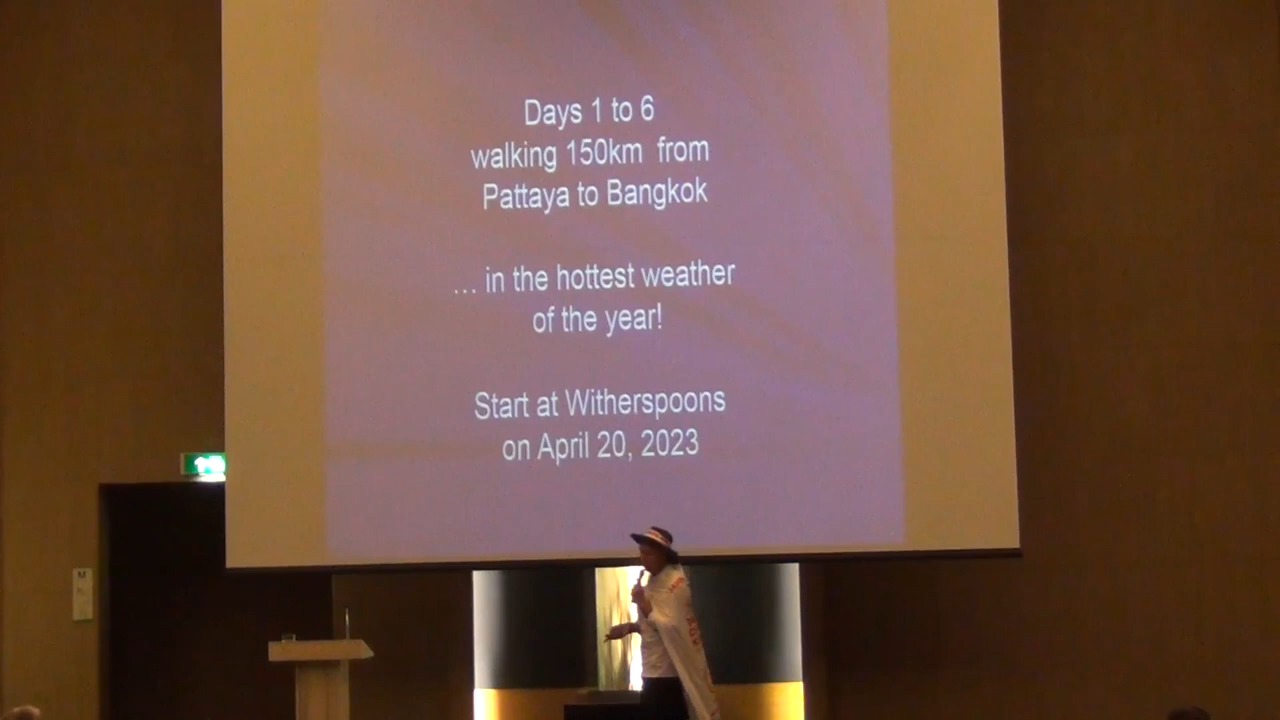 Days 1 to 6
walking 150km from
Pattaya to Bangkok
… in the hottest weather
of the year!
Start at Witherspoons
on April 20, 2023